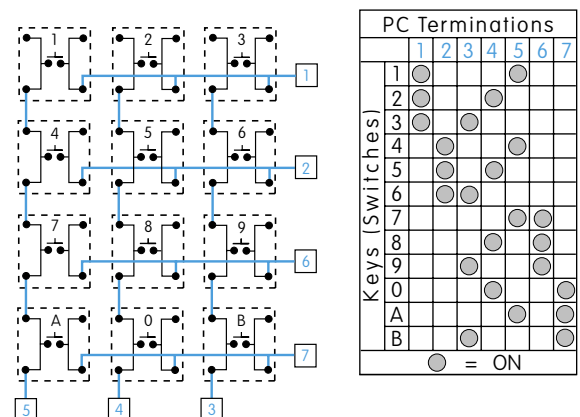 1 2 3
1
4 5 6
2
7 8 9
6
A 0 B
7
5 4 3
PC Terminations
1 2 3 4 5 6 7
Keys (Switches)
1
2
3
4
5
6
7
8
9
0
A
B
= ON